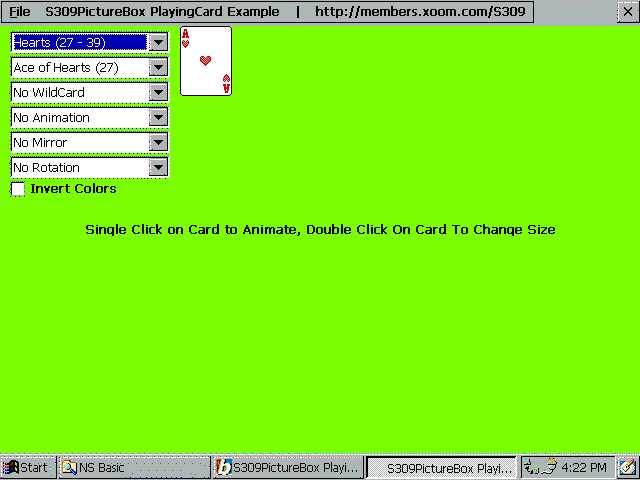 File S309PictureBox PlayingCard Example | http://members.xoom.com/S309
Hearts (27 - 39)
A
Ace of Hearts (27)
No WildCard
A
No Animation
No Mirror
No Rotation
Invert Colors
Single Click on Card to Animate, Double Click On Card To Change Size
Start NS Basic S309PictureBox Playi... S309PictureBox Playi... 4:22 PM